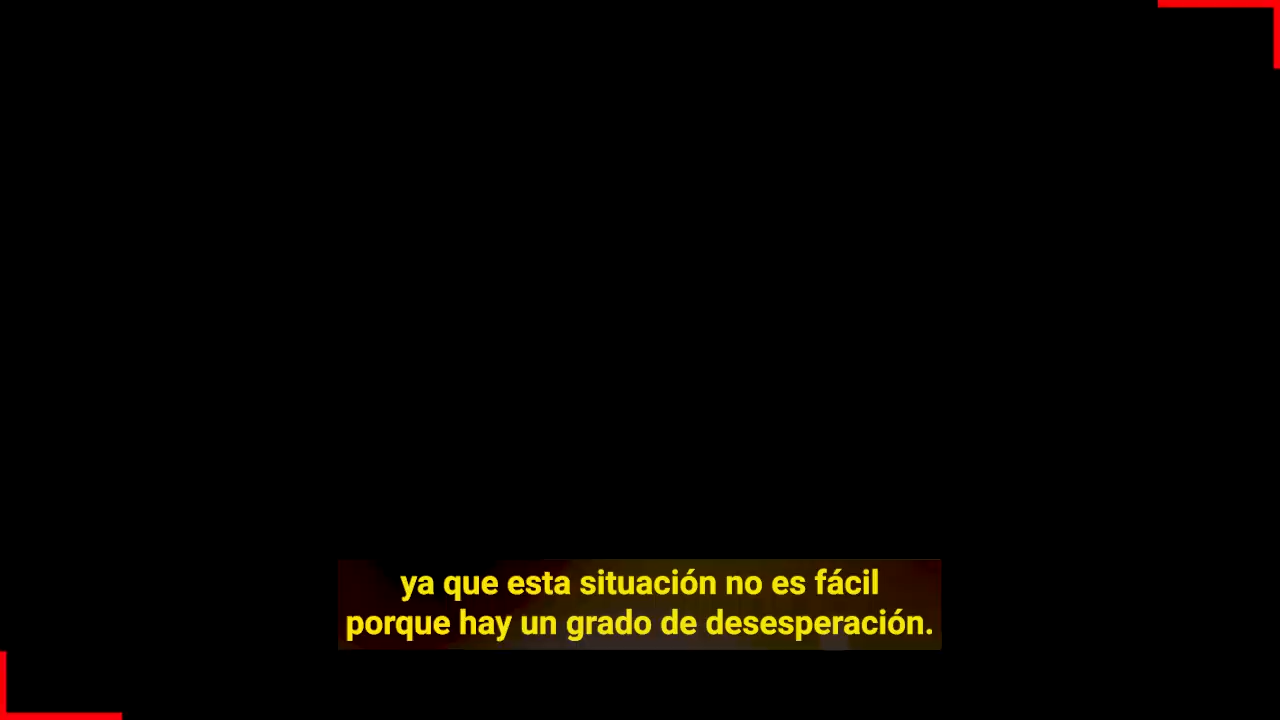 ya que esta situación no es fácil
porque hay un grado de desesperación.